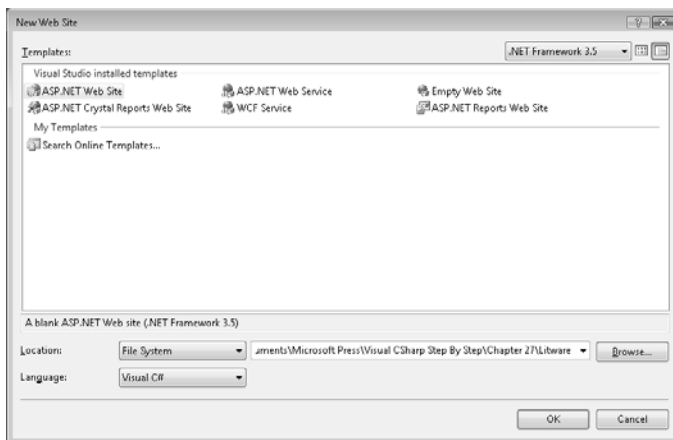 New Web Site
Templates:
.NET Framework 3.5
Visual Studio installed templates
ASP.NET Web Site
ASP.NET Web Service
Empty Web Site
ASP.NET Crystal Reports Web Site
WCF Service
ASP.NET Reports Web Site
My Templates
Search Online Templates...
A blank ASP.NET Web site (.NET Framework 3.5)
Location:
File System
uments\Microsoft Press\Visual CSharp Step By Step\Chapter 27\Litware
Browse...
Language:
Visual C#
OK
Cancel